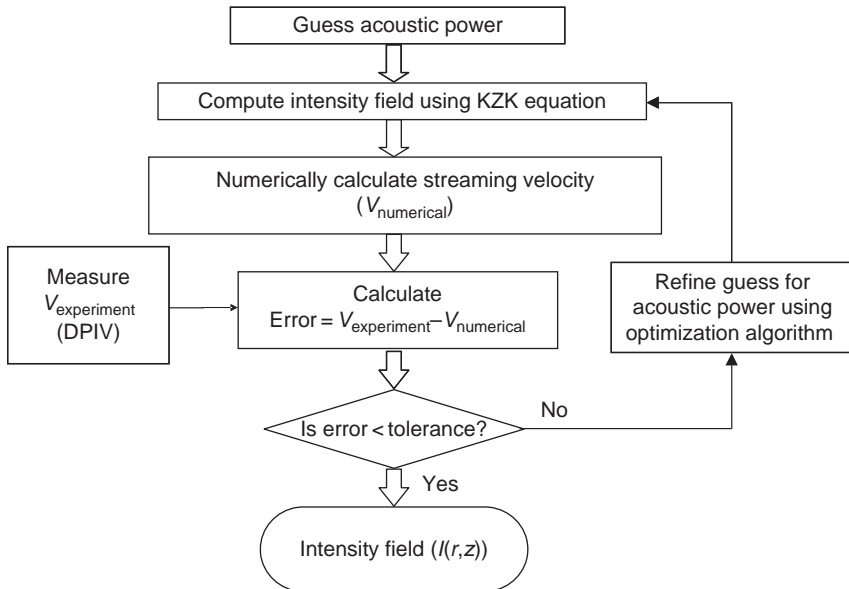 Guess acoustic power
Compute intensity field using KZK equation
Numerically calculate streaming velocity
(Vnumerical)
Measure
Vexperiment
(DPIV)
Calculate
Error = Vexperiment–Vnumerical
Refine guess for
acoustic power using
optimization algorithm
Is error < tolerance?
No
Yes
Intensity field (I(r,z))